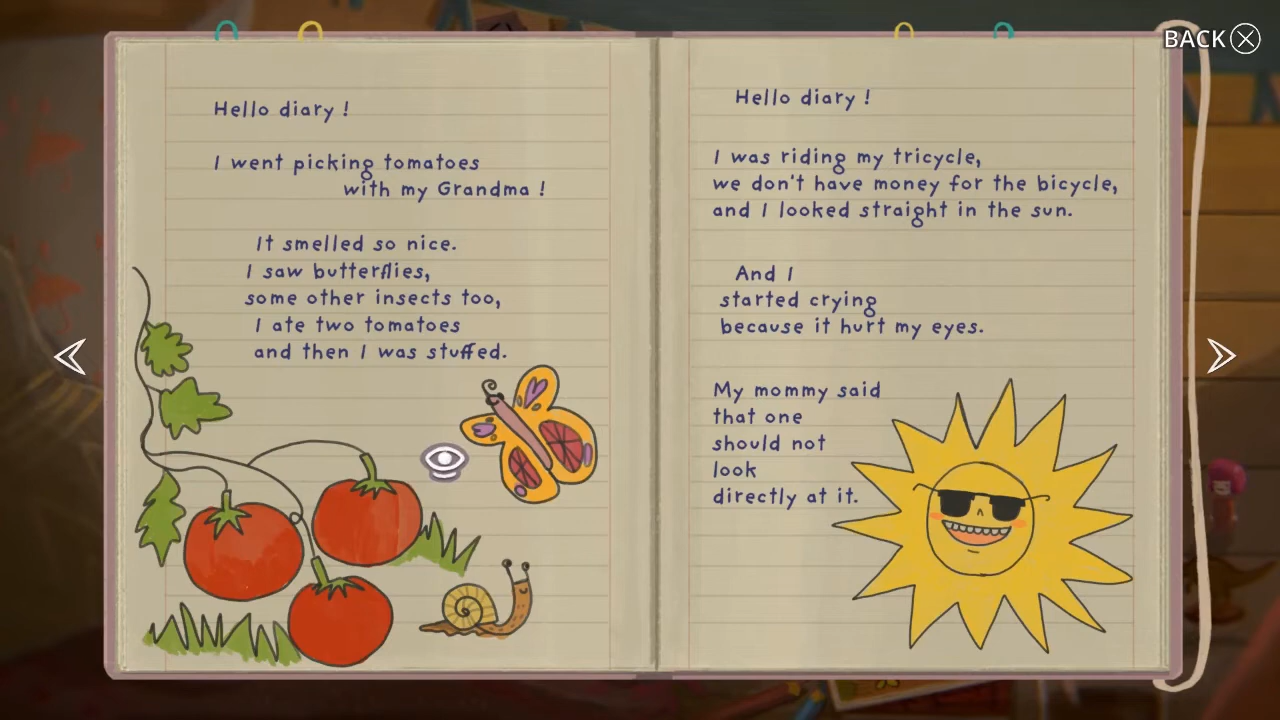 BACK
Hello diary !
I went picking tomatoes
with my Grandma !
It smelled so nice.
I saw butterflies,
some other insects too,
I ate two tomatoes
and then I was stuffed.
Hello diary !
I was riding my tricycle,
we don't have money for the bicycle,
and I looked straight in the sun.
And I
started crying
because it hurt my eyes.
My mommy said
that one
should not
look
directly at it.